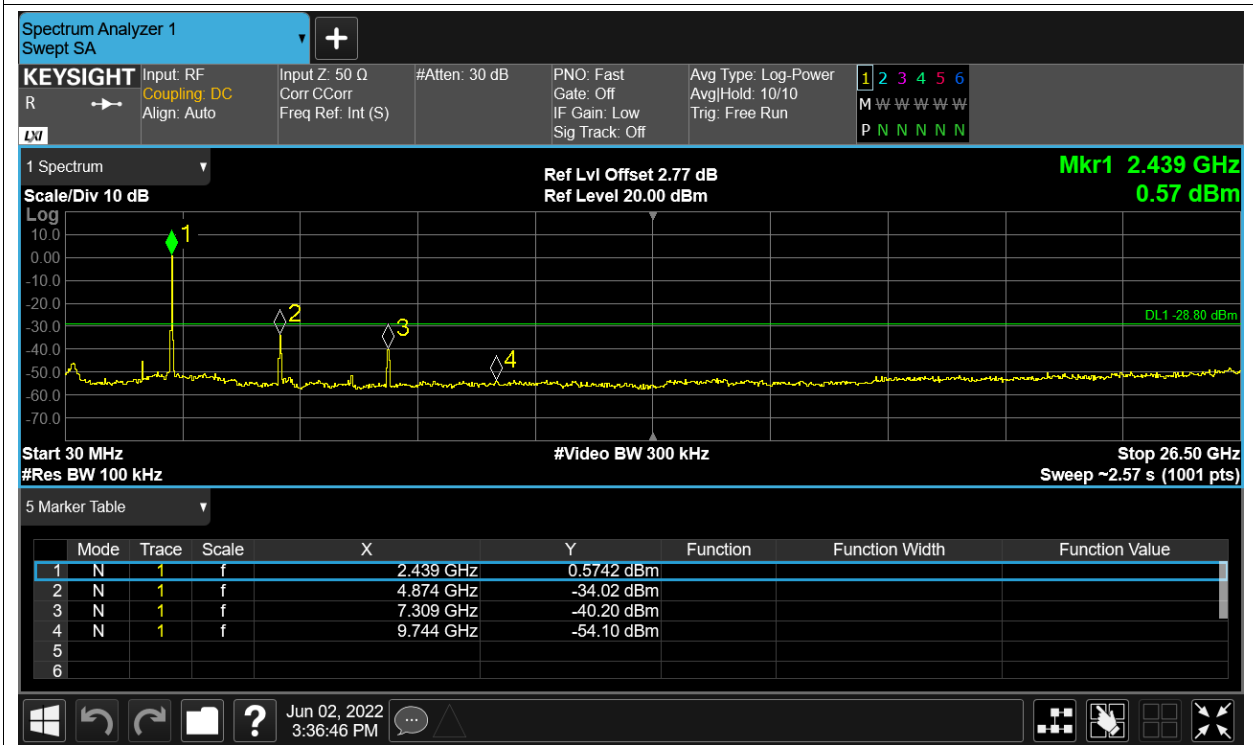 Spectrum Analyzer 1
Swept SA
KEYSIGHT Input: RF Input Z: 50 Ω #Atten: 30 dB PNO: Fast Avg Type: Log-Power 1 2 3 4 5 6
R Coupling: DC Corr CCorr Gate: Off Avg|Hold: 10/10 M W W W W W
Align: Auto Freq Ref: Int (S) IF Gain: Low Trig: Free Run
LXI Sig Track: Off P N N N N N
1 Spectrum Ref Lvl Offset 2.77 dB Mkr1 2.439 GHz
Scale/Div 10 dB Ref Level 20.00 dBm 0.57 dBm
Log
10.0
1
0.00
-10.0
-20.0
2
DL1 -28.80 dBm
-30.0
3
-40.0
4
-50.0
-60.0
-70.0
Start 30 MHz #Video BW 300 kHz Stop 26.50 GHz
#Res BW 100 kHz Sweep ~2.57 s (1001 pts)
5 Marker Table
Mode Trace Scale X Y Function Function Width Function Value
1 N 1 f 2.439 GHz 0.5742 dBm
2 N 1 f 4.874 GHz -34.02 dBm
3 N 1 f 7.309 GHz -40.20 dBm
4 N 1 f 9.744 GHz -54.10 dBm
5
6
? Jun 02, 2022
3:36:46 PM